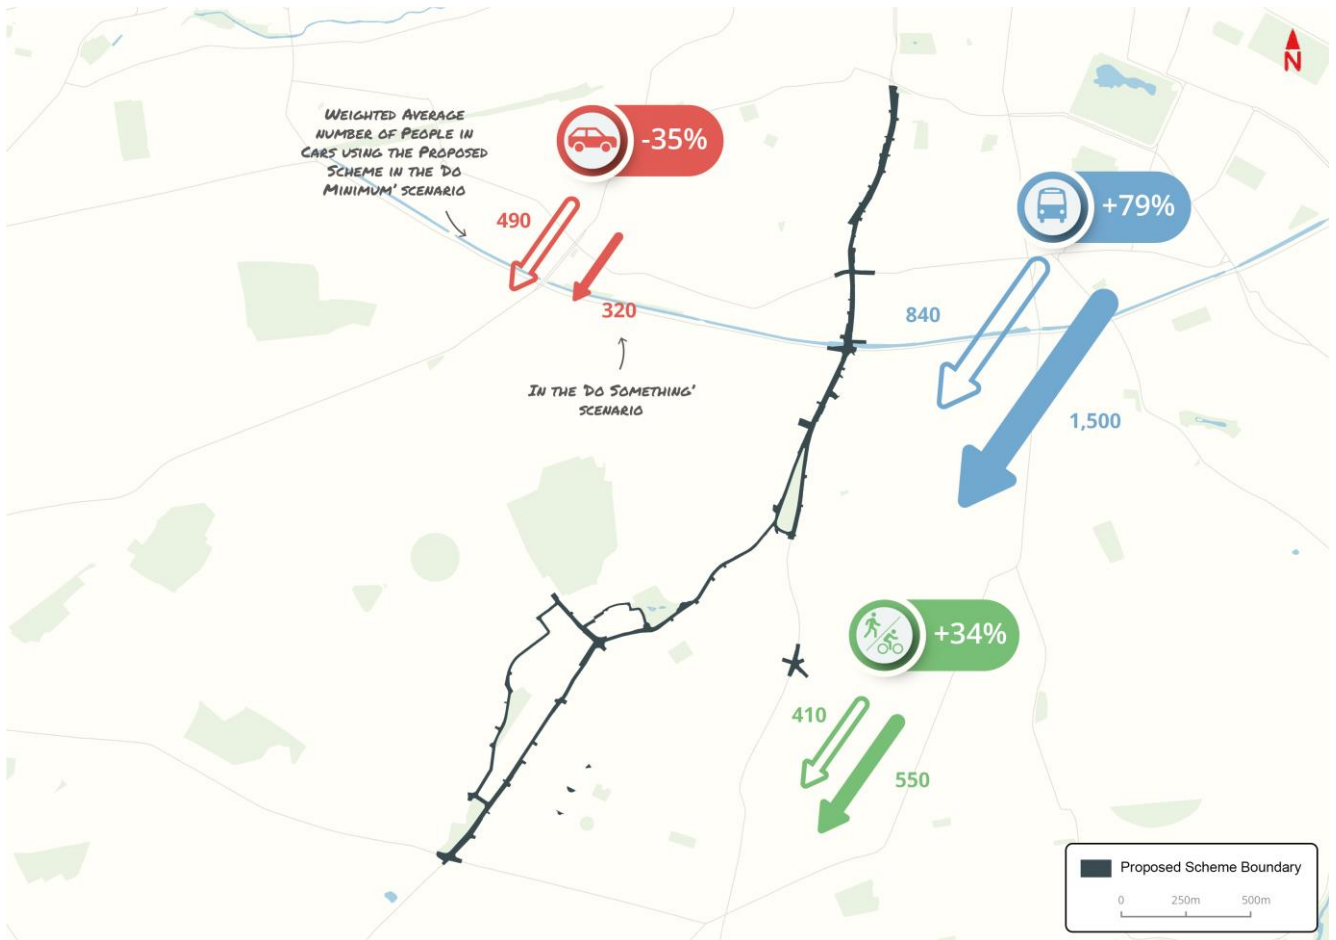 N
WEIGHTED AVERAGE
NUMBER OF PEOPLE IN
CARS USING THE PROPOSED
SCHEME IN THE 'DO
MINIMUM' SCENARIO
-35%
490
320
IN THE 'DO SOMETHING'
SCENARIO
+79%
840
1,500
+34%
410
550
Proposed Scheme Boundary
0 250m 500m